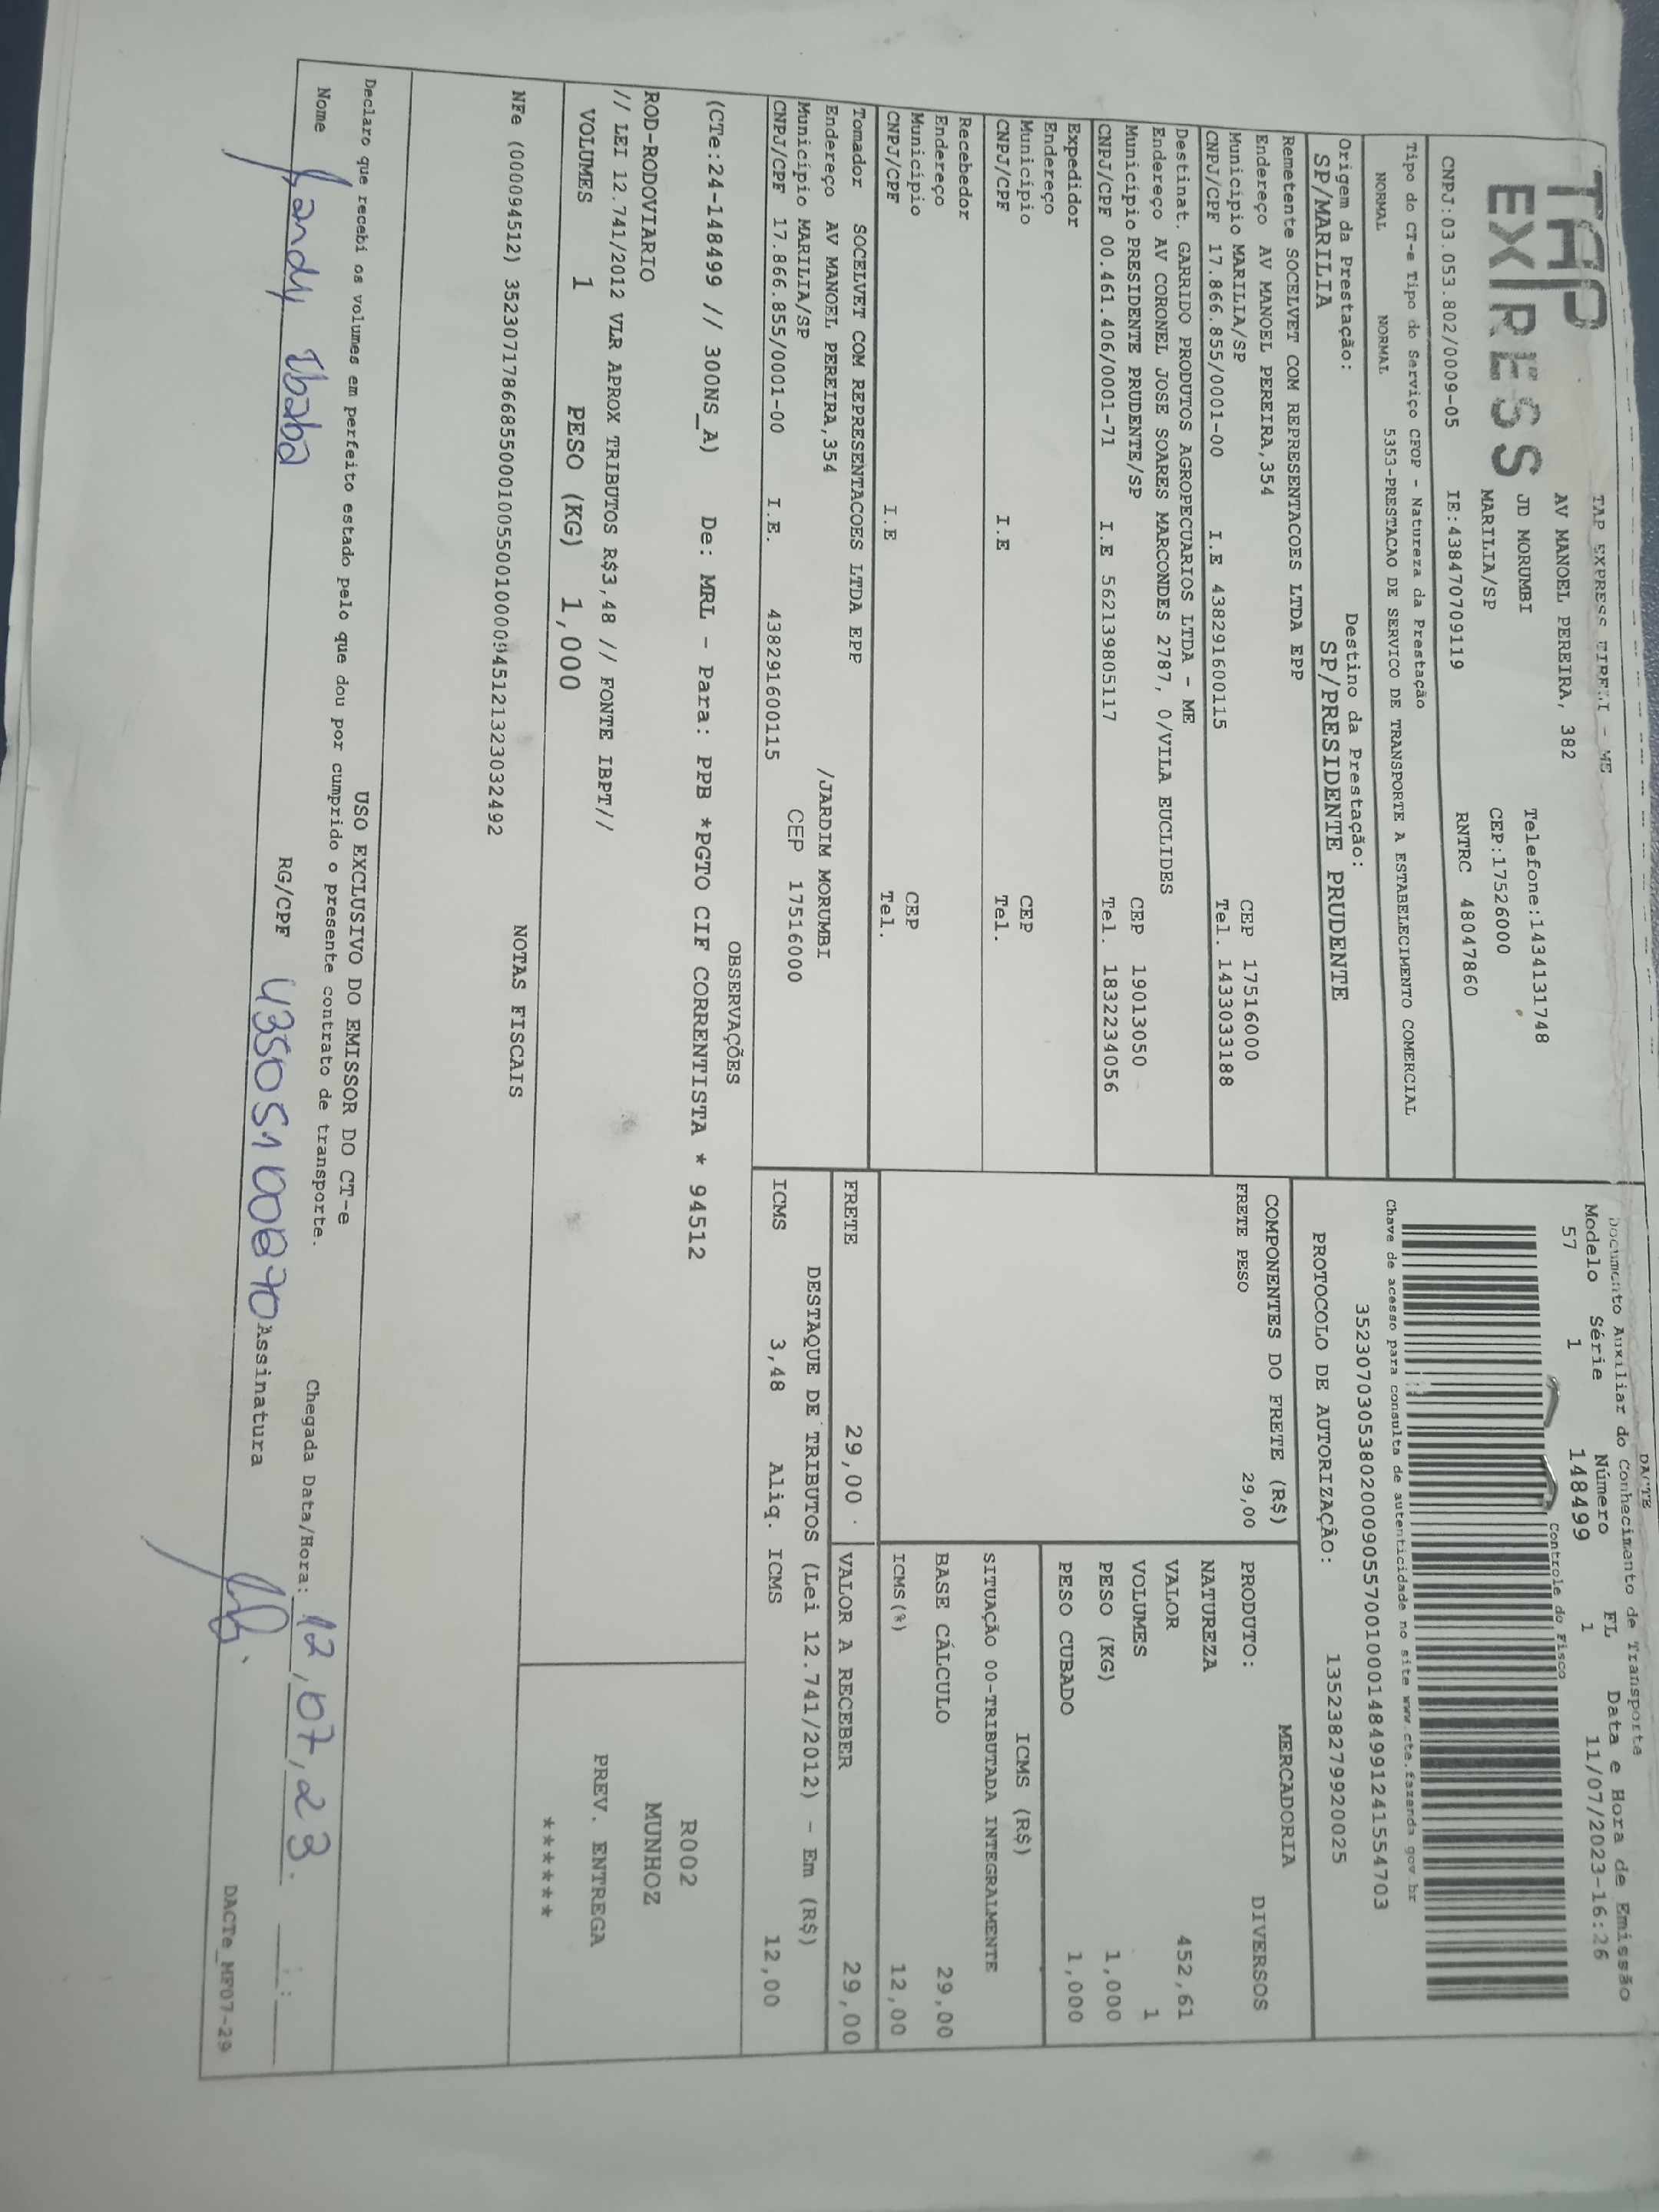 TAP
EXPRESS
TAP EXPRESS EIRELI - ME
AV MANOEL PEREIRA, 382
JD MORUMBI
Telefone:1434131748
MARILIA/SP
CEP:17526000
CNPJ:03.053.802/0009-05 IE:438470709119 RNTRC 48047860
DACTE
Documento Auxiliar do Conhecimento de Transporte
Modelo Série Número FL Data e Hora de Emissão
57 1 148499 1 11/07/2023-16:26
Controle do Fisco
Chave de acesso para consulta de autenticidade no site www.cte.fazenda.gov.br
35230703053802000905570010001484991241554703
PROTOCOLO DE AUTORIZAÇÃO: 135238279920025
Tipo do CT-e Tipo do Serviço CFOP - Natureza da Prestação
NORMAL NORMAL 5353-PRESTACAO DE SERVICO DE TRANSPORTE A ESTABELECIMENTO COMERCIAL
Origem da Prestação: Destino da Prestação:
SP/MARILIA SP/PRESIDENTE PRUDENTE
Remetente SOCELVET COM REPRESENTACOES LTDA EPP
Endereço AV MANOEL PEREIRA,354
Município MARILIA/SP CEP 17516000
CNPJ/CPF 17.866.855/0001-00 I.E 438291600115 Tel. 1433033188
Destinat. GARRIDO PRODUTOS AGROPECUARIOS LTDA - ME
Endereço AV CORONEL JOSE SOARES MARCONDES 2787, 0/VILA EUCLIDES
Município PRESIDENTE PRUDENTE/SP CEP 19013050
CNPJ/CPF 00.461.406/0001-71 I.E 562139805117 Tel. 1832234056
Expedidor
Endereço
Município CEP
CNPJ/CPF I.E Tel.
Recebedor
Endereço
Município CEP
CNPJ/CPF I.E Tel.
Tomador SOCELVET COM REPRESENTACOES LTDA EPP
Endereço AV MANOEL PEREIRA,354 /JARDIM MORUMBI
Município MARILIA/SP CEP 17516000
CNPJ/CPF 17.866.855/0001-00 I.E. 438291600115
COMPONENTES DO FRETE (R$)
FRETE PESO 29,00
MERCADORIA
PRODUTO: DIVERSOS
NATUREZA
VALOR 452,61
VOLUMES 1
PESO (KG) 1,000
PESO CUBADO 1,000
ICMS (R$)
SITUAÇÃO 00-TRIBUTADA INTEGRALMENTE
BASE CÁLCULO 29,00
ICMS(%) 12,00
FRETE 29,00 VALOR A RECEBER 29,00
DESTAQUE DE TRIBUTOS (Lei 12.741/2012) - Em (R$)
ICMS 3,48 Aliq. ICMS 12,00
OBSERVAÇÕES
(CTe:24-148499 // 300NS_A) De: MRL - Para: PPB *PGTO CIF CORRENTISTA * 94512
ROD-RODOVIARIO
// LEI 12.741/2012 VLR APROX TRIBUTOS R$3,48 // FONTE IBPT//
VOLUMES 1 PESO (KG) 1,000
R002
MUNHOZ
PREV. ENTREGA
******
NOTAS FISCAIS
NFe (000094512) 35230717866855000100550010000945121323032492
USO EXCLUSIVO DO EMISSOR DO CT-e
Declaro que recebi os volumes em perfeito estado pelo que dou por cumprido o presente contrato de transporte.
Chegada Data/Hora: 12,07,23. :
Nome RG/CPF 43505100870 Assinatura
DACTe_MF07-29